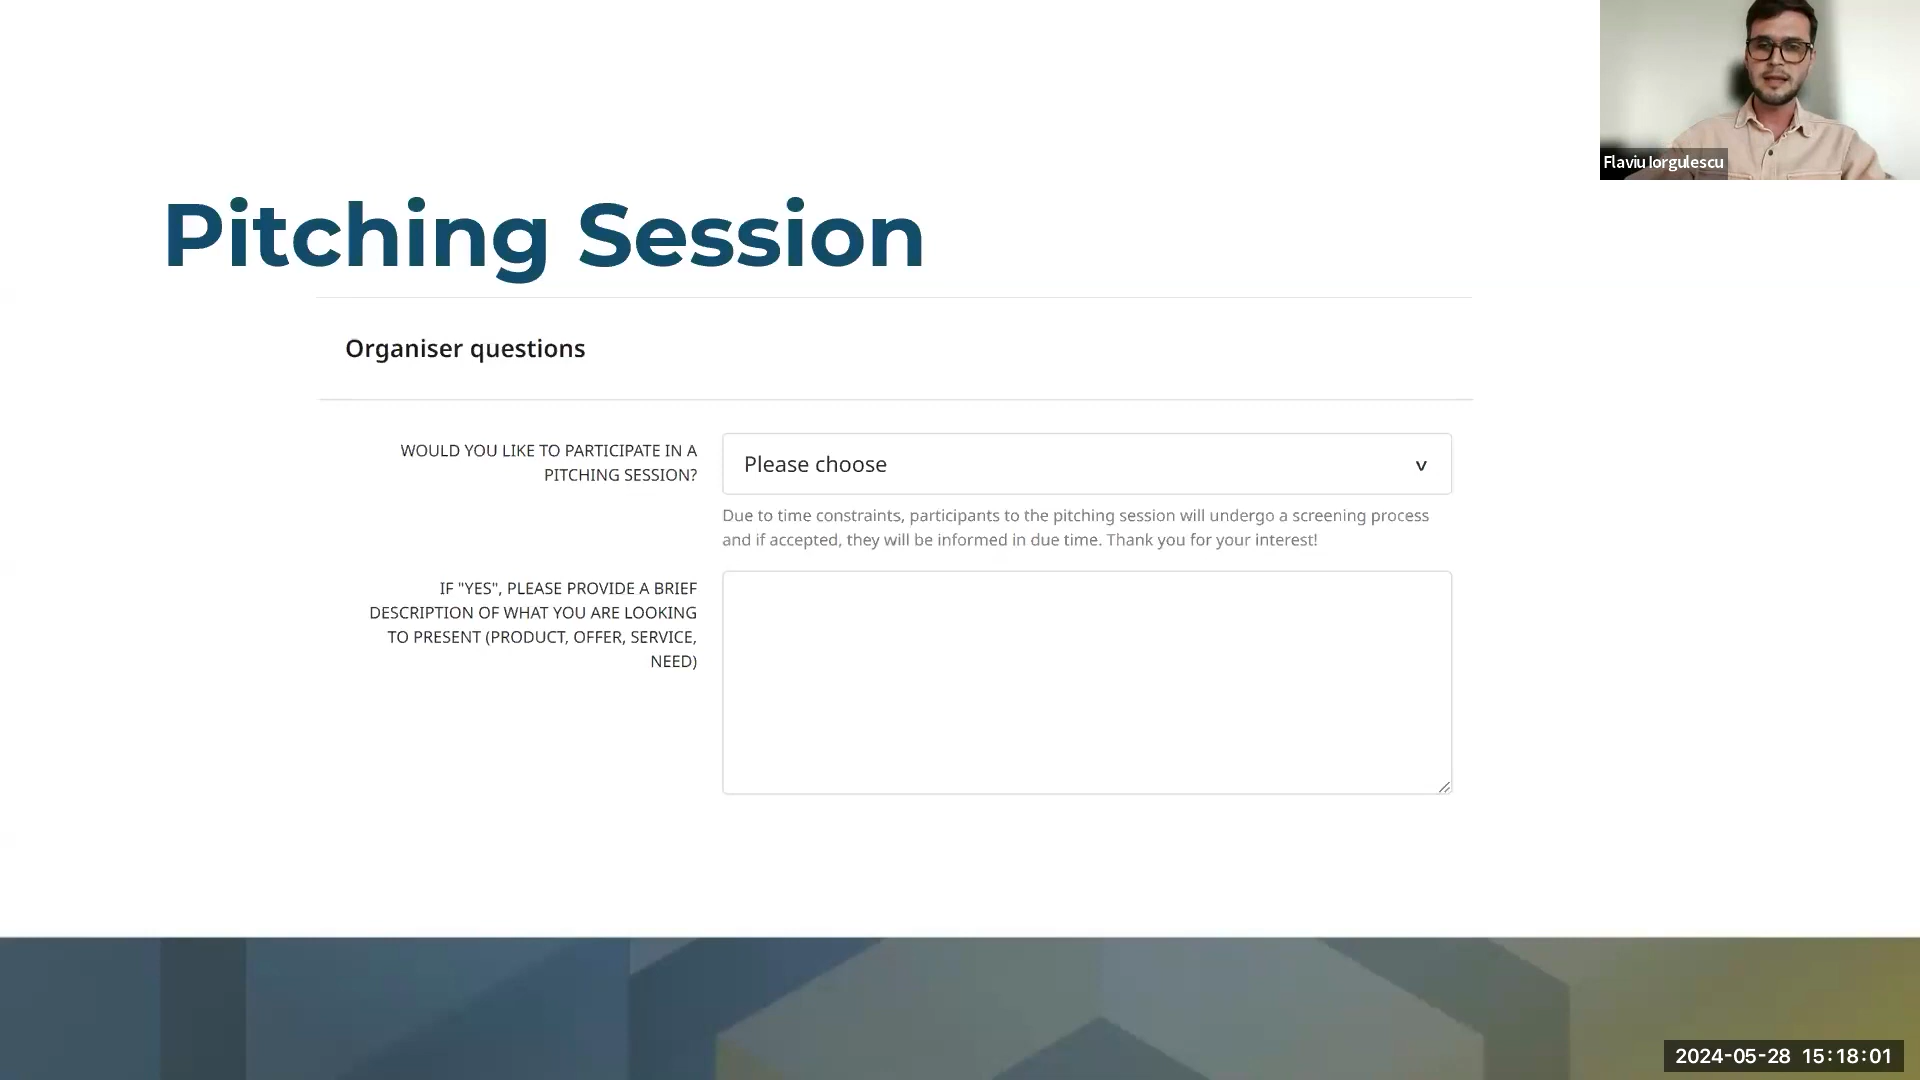 Flaviu Iorgulescu
Pitching Session
Organiser questions
WOULD YOU LIKE TO PARTICIPATE IN A
PITCHING SESSION?
Please choose
Due to time constraints, participants to the pitching session will undergo a screening process
and if accepted, they will be informed in due time. Thank you for your interest!
IF "YES", PLEASE PROVIDE A BRIEF
DESCRIPTION OF WHAT YOU ARE LOOKING
TO PRESENT (PRODUCT, OFFER, SERVICE,
NEED)
2024-05-28 15:18:01